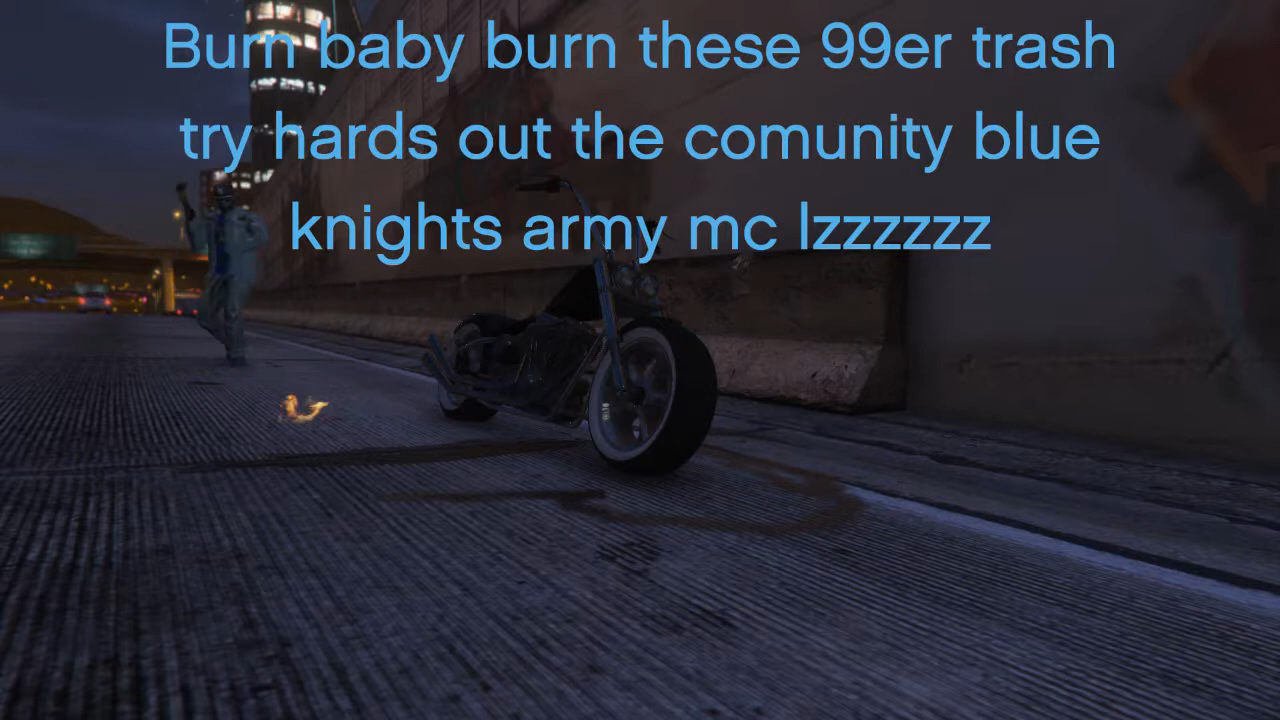 Burn baby burn these 99er trash
try hards out the comunity blue
knights army mc lzzzzzz